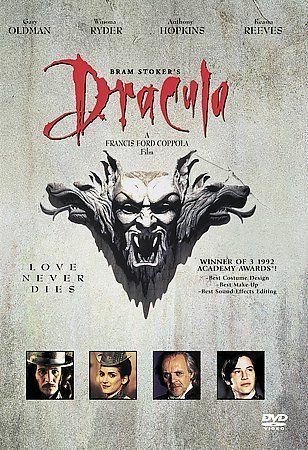 Gary Winona Anthony Keanu
OLDMAN RYDER HOPKINS REEVES
BRAM STOKER'S
Dracula
A
FRANCIS FORD COPPOLA
Film
LOVE
NEVER
DIES
WINNER OF 3 1992
ACADEMY AWARDS®!
-Best Costume Design
-Best Make-Up
-Best Sound Effects Editing
DVD
VIDEO